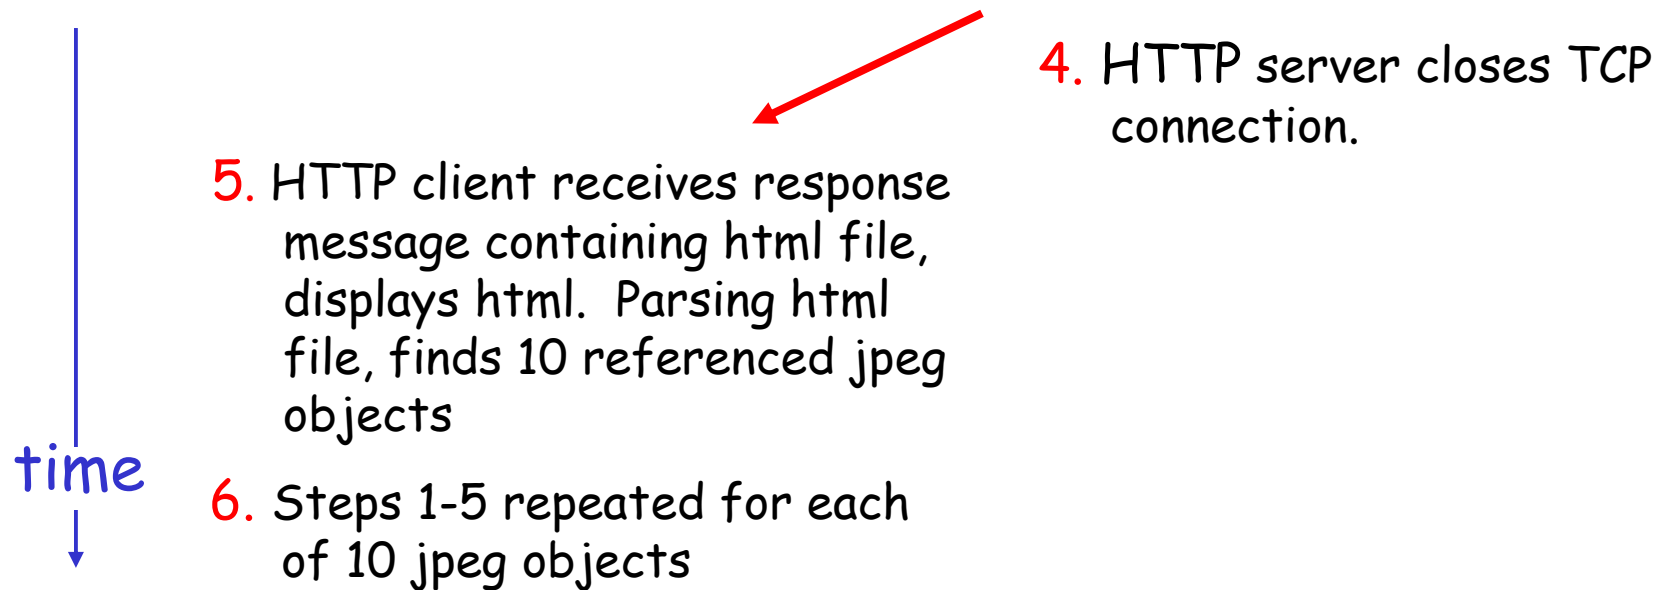 4. HTTP server closes TCP
connection.
5. HTTP client receives response
message containing html file,
displays html.  Parsing html
file, finds 10 referenced jpeg
objects
time
6. Steps 1-5 repeated for each
of 10 jpeg objects